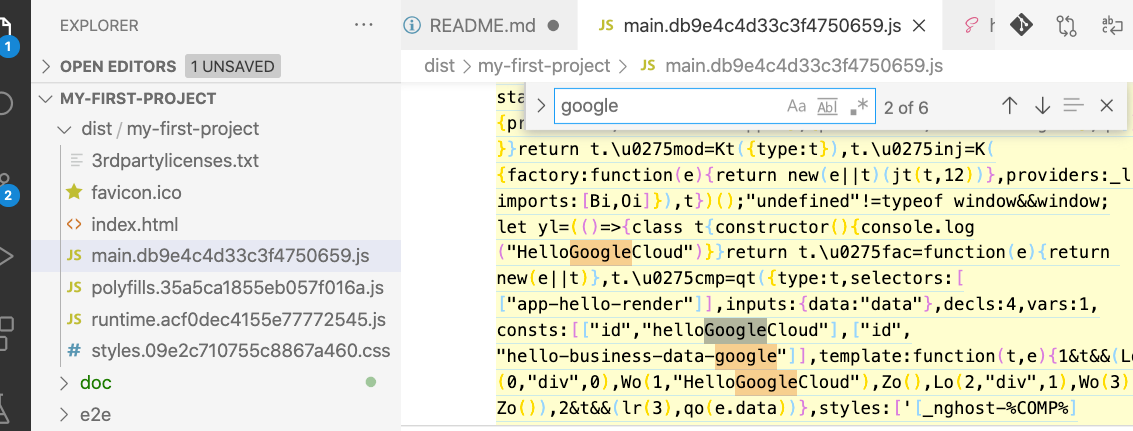 EXPLORER
OPEN EDITORS 1 UNSAVED
MY-FIRST-PROJECT
dist / my-first-project
3rdpartylicenses.txt
favicon.ico
index.html
JS main.db9e4c4d33c3f4750659.js
JS polyfills.35a5ca1855eb057f016a.js
JS runtime.acf0dec4155e77772545.js
# styles.09e2c710755c8867a460.css
doc
e2e
1
2
README.md
JS main.db9e4c4d33c3f4750659.js
dist > my-first-project > JS main.db9e4c4d33c3f4750659.js
google Aa Abl .* 2 of 6
sta
{pr
}}return t.\u0275mod=Kt({type:t}),t.\u0275inj=K(
{factory:function(e){return new(e||t)(jt(t,12))},providers:_l
imports:[Bi,Oi]}),t})();"undefined"!=typeof window&&window;
let yl=(()=>{class t{constructor(){console.log
("HelloGoogleCloud")}}return t.\u0275fac=function(e){return
new(e||t)},t.\u0275cmp=qt({type:t,selectors:[
["app-hello-render"]],inputs:{data:"data"},decls:4,vars:1,
consts:[["id","helloGoogleCloud"],["id",
"hello-business-data-google"]],template:function(t,e){1&t&&(Lo
(0,"div",0),Wo(1,"HelloGoogleCloud"),Zo(),Lo(2,"div",1),Wo(3)
Zo()),2&t&&(lr(3),qo(e.data))},styles:['[_nghost-%COMP%]